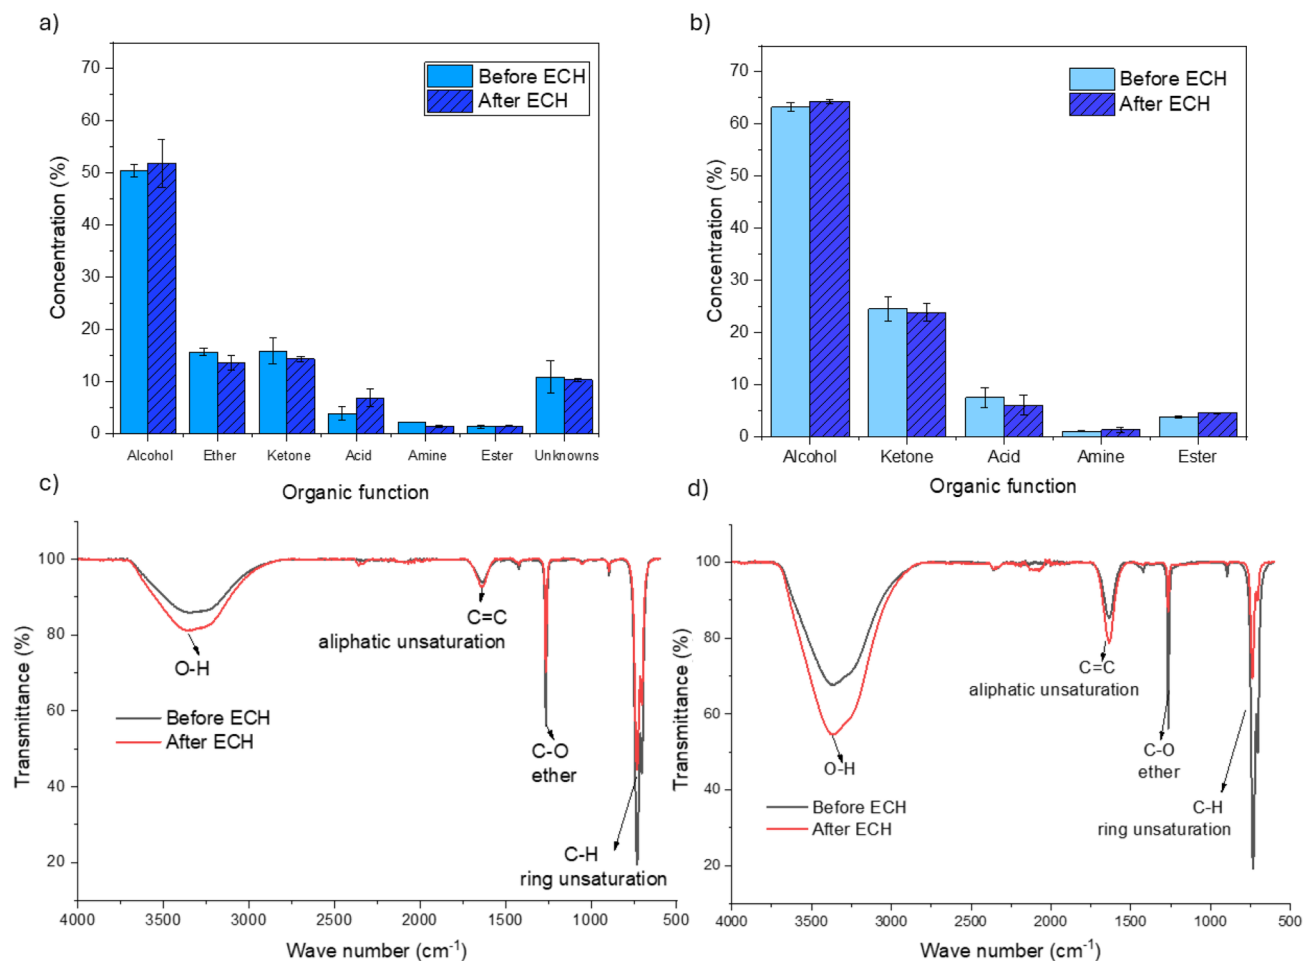 a)
70
60
50
40
30
20
10
0
Concentration (%)
Before ECH
After ECH
Alcohol Ether Ketone Acid Amine Ester Unknowns
Organic function
b)
70
60
50
40
30
20
10
0
Concentration (%)
Before ECH
After ECH
Alcohol Ketone Acid Amine Ester
Organic function
c)
100
80
60
40
20
Transmittance (%)
O-H
C=C
aliphatic unsaturation
Before ECH
After ECH
C-O
ether
C-H
ring unsaturation
4000 3500 3000 2500 2000 1500 1000 500
Wave number (cm⁻¹)
d)
100
80
60
40
20
Transmittance (%)
C=C
aliphatic unsaturation
O-H
C-O
ether
Before ECH
After ECH
C-H
ring unsaturation
4000 3500 3000 2500 2000 1500 1000 500
Wave number (cm⁻¹)